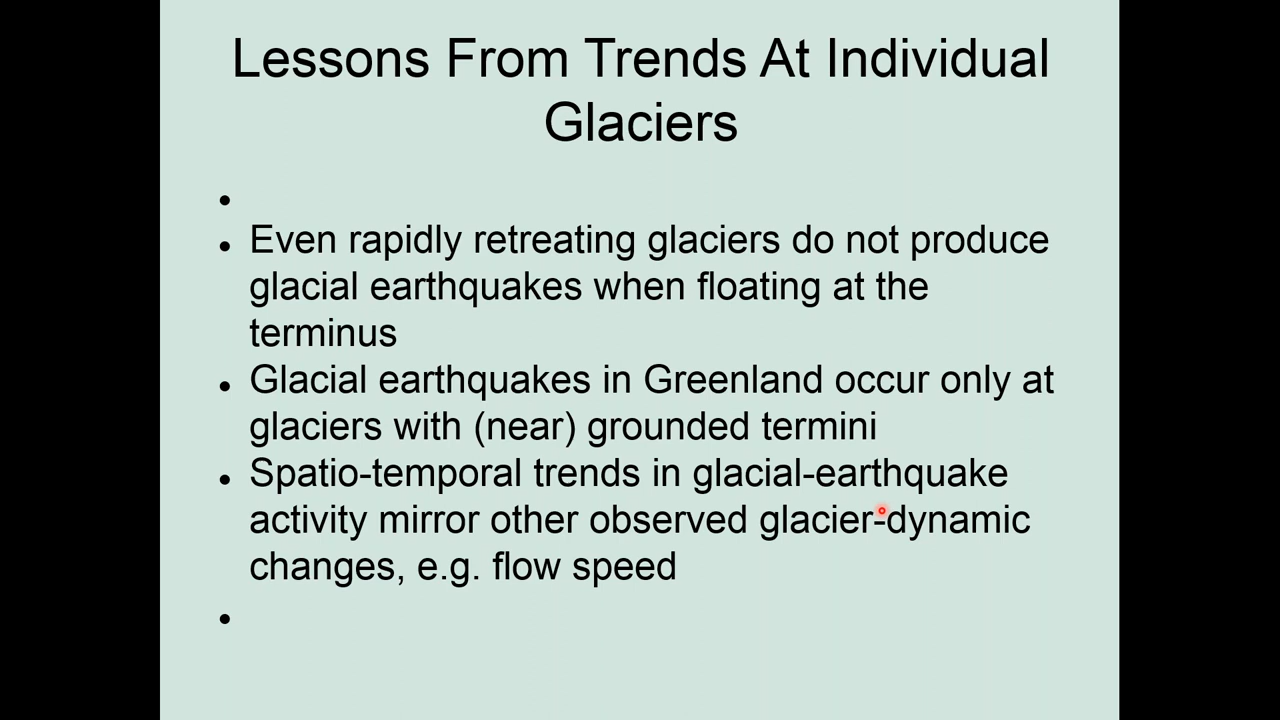 Lessons From Trends At Individual
Glaciers
•
• Even rapidly retreating glaciers do not produce
glacial earthquakes when floating at the
terminus
• Glacial earthquakes in Greenland occur only at
glaciers with (near) grounded termini
• Spatio-temporal trends in glacial-earthquake
activity mirror other observed glacier-dynamic
changes, e.g. flow speed
•